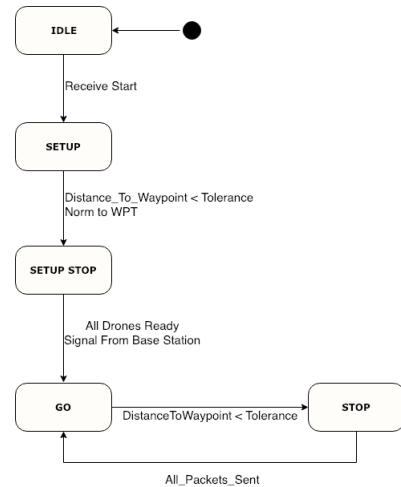 IDLE
Receive Start
SETUP
Distance_To_Waypoint < Tolerance
Norm to WPT
SETUP STOP
All Drones Ready
Signal From Base Station
GO
DistanceToWaypoint < Tolerance
STOP
All_Packets_Sent